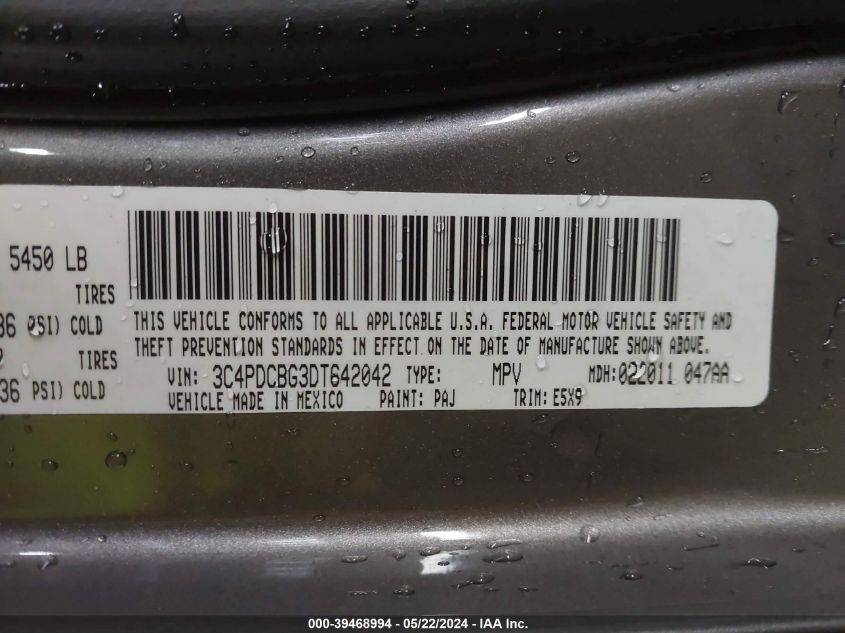 5450 LB
TIRES
36 PSI) COLD
TIRES
36 PSI) COLD
THIS VEHICLE CONFORMS TO ALL APPLICABLE U.S.A. FEDERAL MOTOR VEHICLE SAFETY AND
THEFT PREVENTION STANDARDS IN EFFECT ON THE DATE OF MANUFACTURE SHOWN ABOVE.
VIN: 3C4PDCBG3DT642042 TYPE: MPV MDH:022011 047AA
VEHICLE MADE IN MEXICO PAINT: PAJ TRIM: E5X9
000-39468994 - 05/22/2024 - IAA Inc.